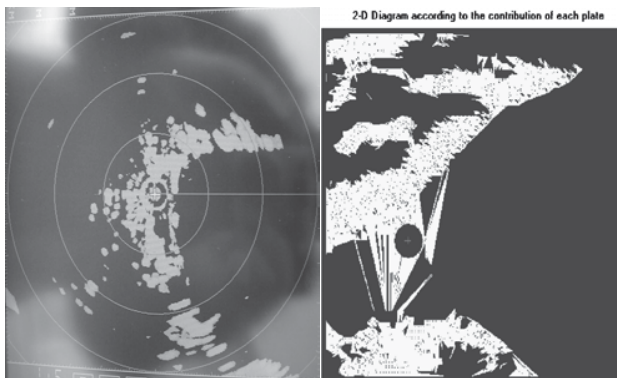 2-D Diagram according to the contribution of each plate